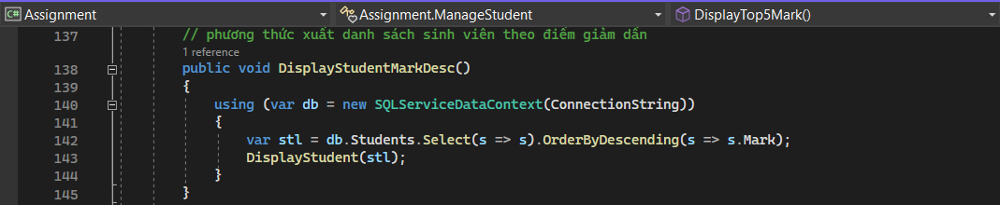 C# Assignment Assignment.ManageStudent DisplayTop5Mark()
137 // phương thức xuất danh sách sinh viên theo điểm giảm dần
1 reference
138 public void DisplayStudentMarkDesc()
139 {
140 using (var db = new SQLServiceDataContext(ConnectionString))
141 {
142 var stl = db.Students.Select(s => s).OrderByDescending(s => s.Mark);
143 DisplayStudent(stl);
144 }
145 }